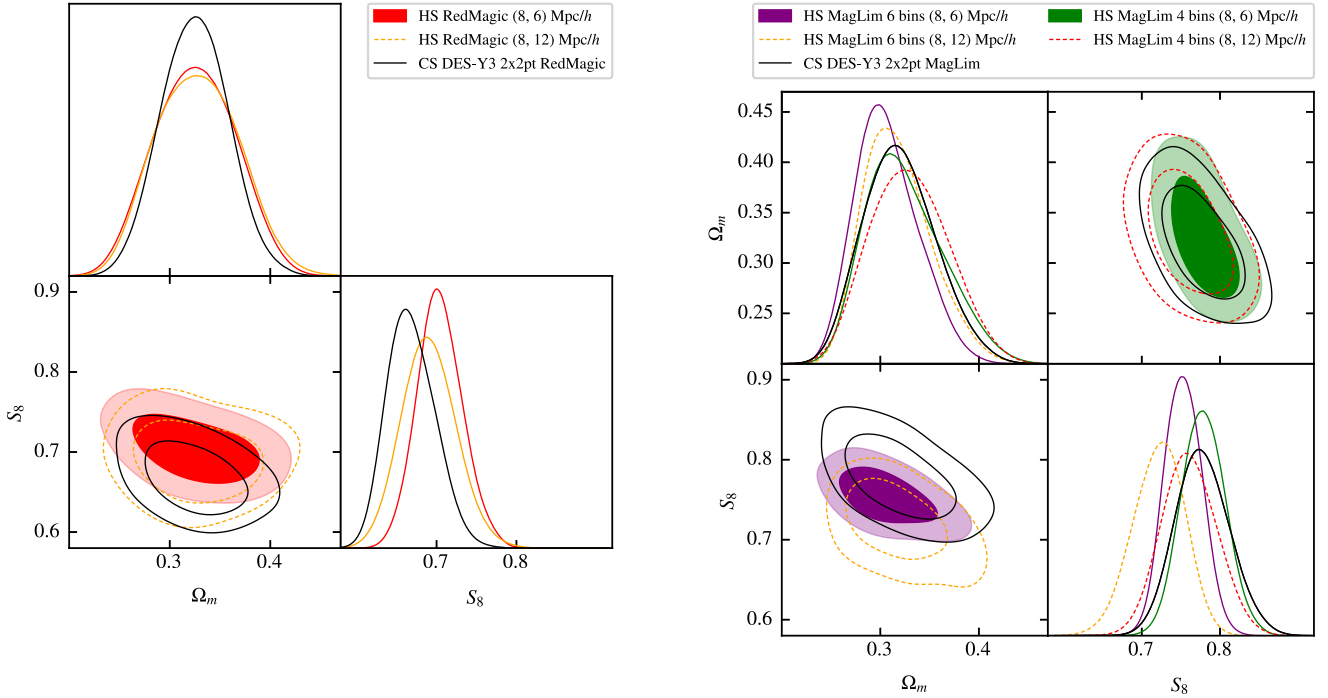 HS RedMagic (8, 6) Mpc/h
HS RedMagic (8, 12) Mpc/h
CS DES-Y3 2x2pt RedMagic
0.9
0.8
0.7
0.6
S₈
0.3
0.4
Ωₘ
0.7
0.8
S₈
HS MagLim 6 bins (8, 6) Mpc/h
HS MagLim 6 bins (8, 12) Mpc/h
CS DES-Y3 2x2pt MagLim
HS MagLim 4 bins (8, 6) Mpc/h
HS MagLim 4 bins (8, 12) Mpc/h
0.7
0.8
0.45
0.40
0.35
0.30
0.25
Ωₘ
0.9
0.8
0.7
0.6
S₈
0.3
0.4
Ωₘ
0.7
0.8
S₈